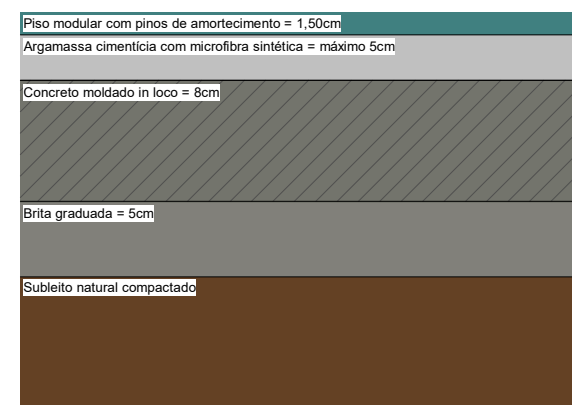 Piso modular com pinos de amortecimento = 1,50cm
Argamassa cimentícia com microfibra sintética = máximo 5cm
Concreto moldado in loco = 8cm
Brita graduada = 5cm
Subleito natural compactado